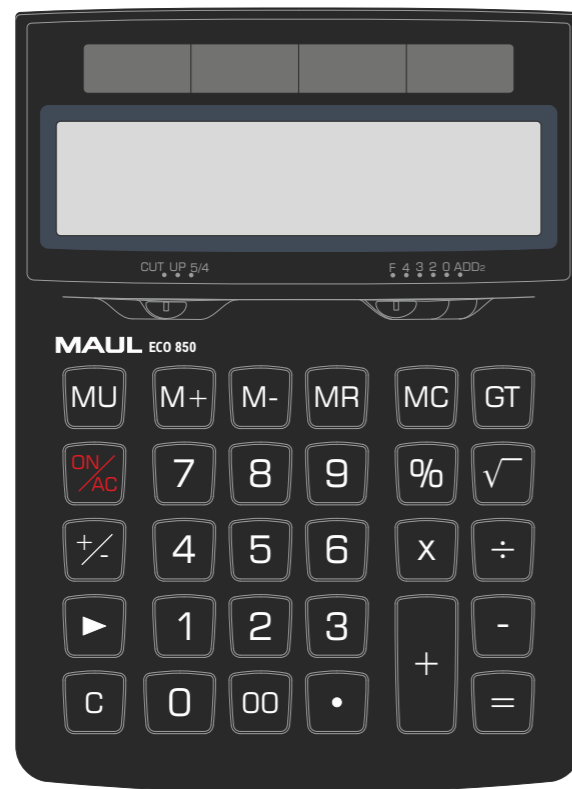 CUT UP 5/4 F 4 3 2 0 ADD2
MAUL ECO 850
MU M+ M- MR MC GT
ON/AC 7 8 9 % √
+/- 4 5 6 x ÷
► 1 2 3 + -
C 0 00 • =